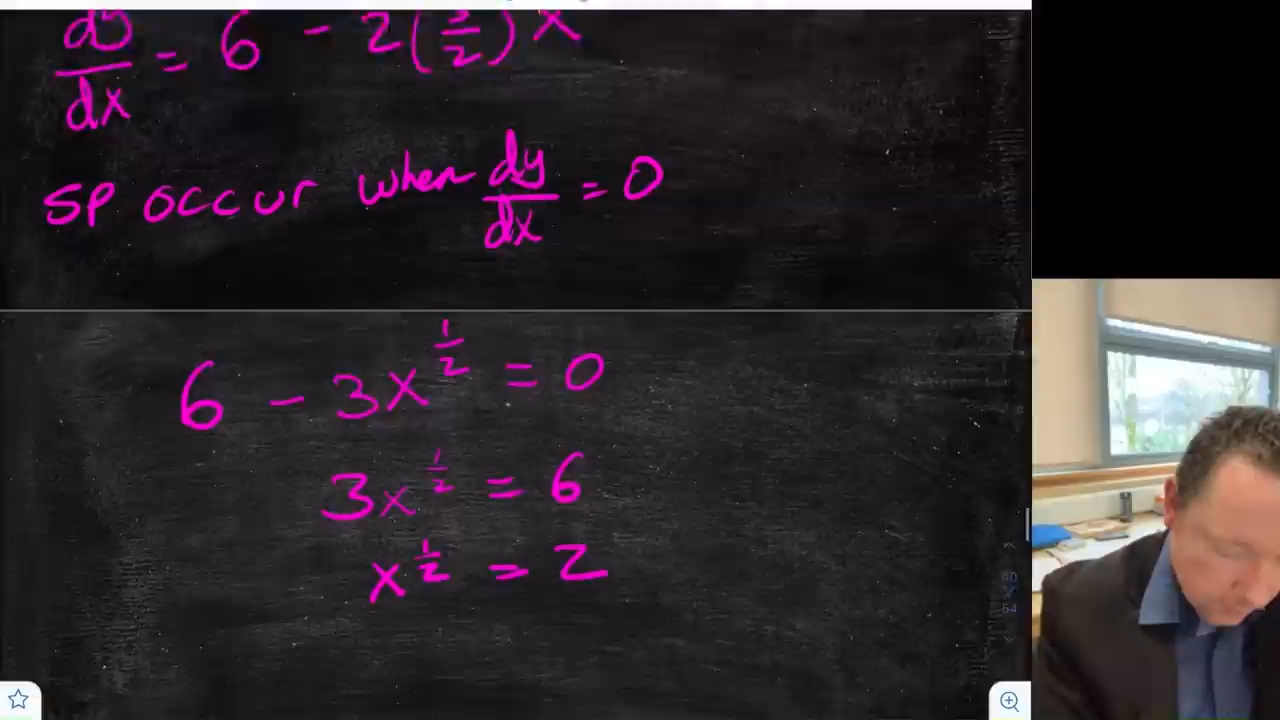 dy/dx = 6 - 2(3/2)x
SP occur when dy/dx = 0
6 - 3x^1/2 = 0
3x^1/2 = 6
x^1/2 = 2